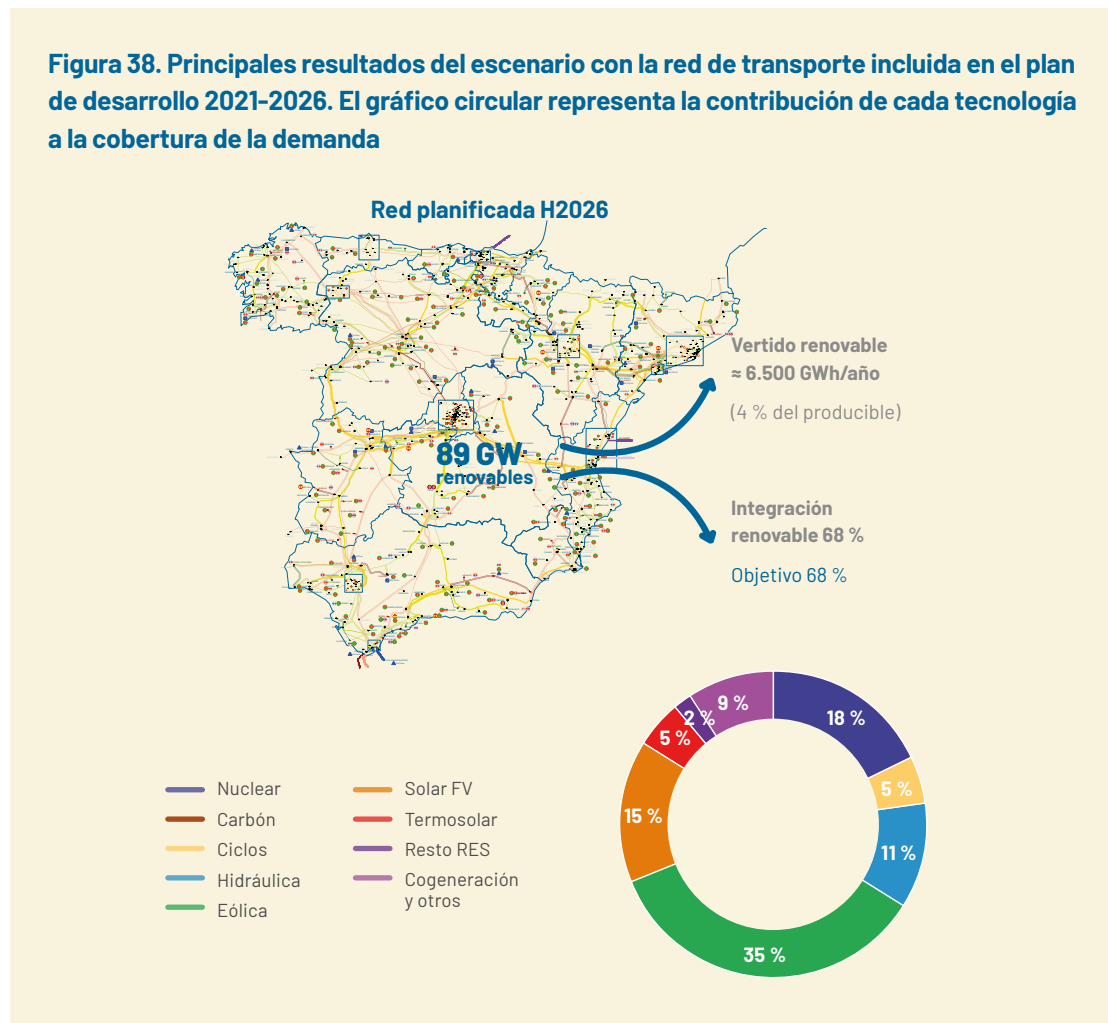 Figura 38. Principales resultados del escenario con la red de transporte incluida en el plan
de desarrollo 2021-2026. El gráfico circular representa la contribución de cada tecnología
a la cobertura de la demanda
Red planificada H2026
Vertido renovable
≈ 6.500 GWh/año
(4 % del producible)
89 GW
renovables
Integración
renovable 68 %
Objetivo 68 %
Nuclear
Carbón
Ciclos
Hidráulica
Eólica
Solar FV
Termosolar
Resto RES
Cogeneración
y otros
18 %
5 %
11 %
35 %
15 %
5 %
2 %
9 %